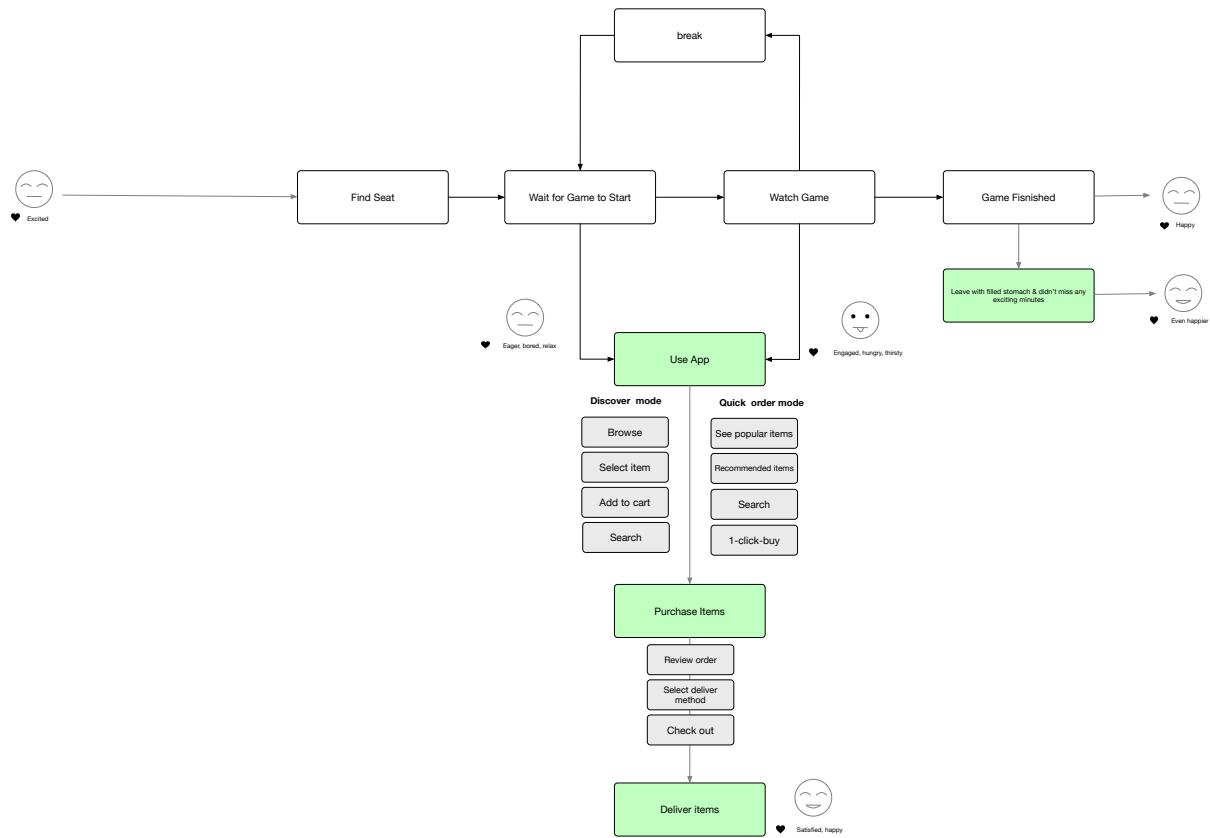 break
Find Seat
Wait for Game to Start
Watch Game
Game Fisnished
Excited
Happy
Leave with filled stomach & didn't miss any
exciting minutes
Even happier
Eager, bored, relax
Engaged, hungry, thirsty
Use App
Discover mode
Quick order mode
Browse
Select item
Add to cart
Search
See popular items
Recommended items
Search
1-click-buy
Purchase Items
Review order
Select deliver
method
Check out
Deliver items
Satisfied, happy